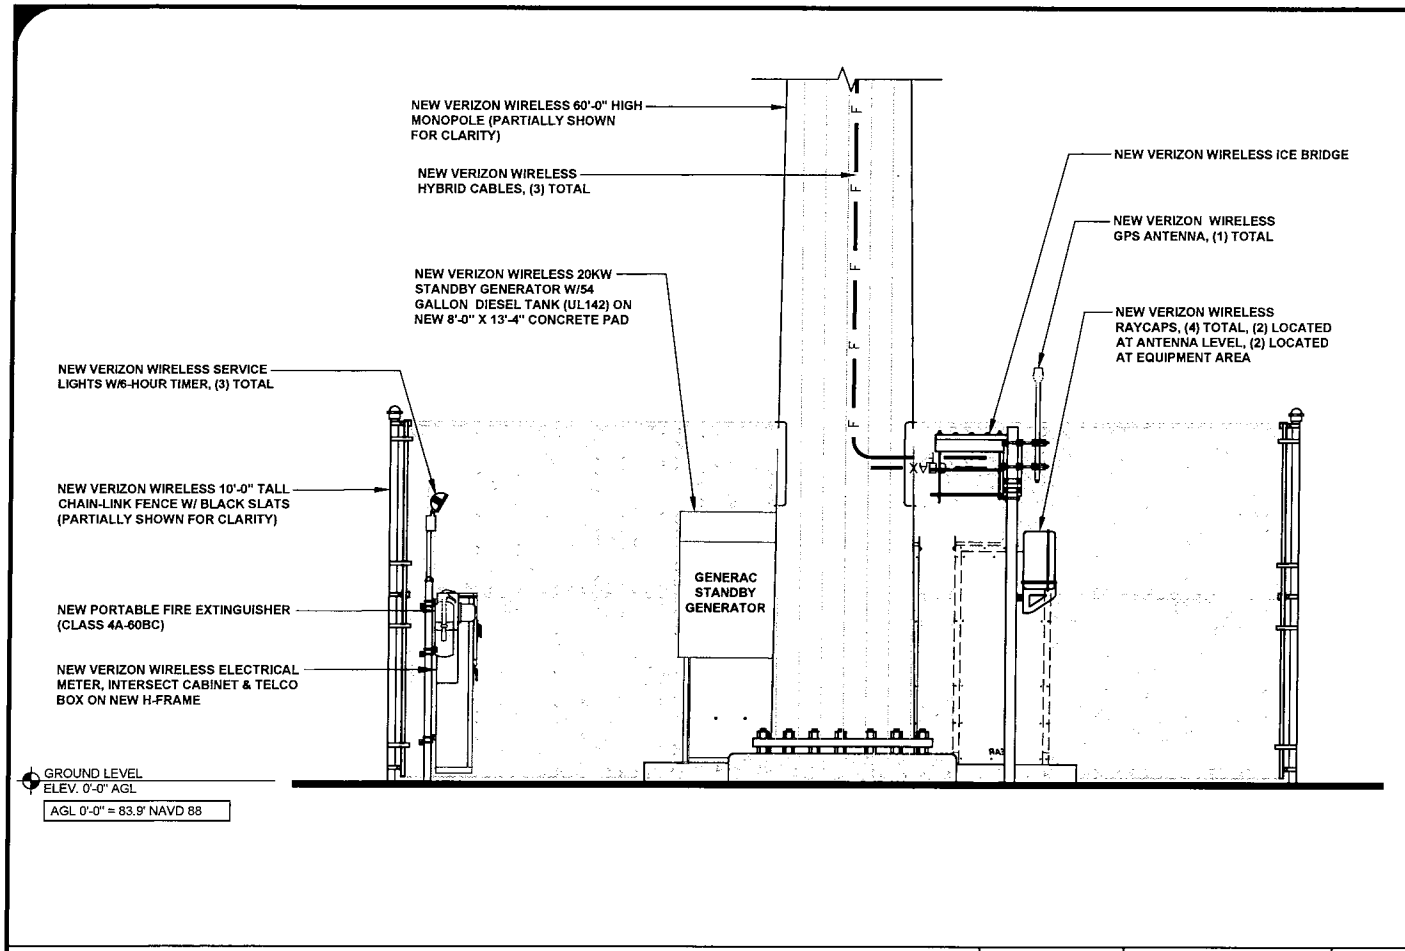 NEW VERIZON WIRELESS 60'-0" HIGH
MONOPOLE (PARTIALLY SHOWN
FOR CLARITY)
NEW VERIZON WIRELESS
HYBRID CABLES, (3) TOTAL
NEW VERIZON WIRELESS 20KW
STANDBY GENERATOR W/54
GALLON DIESEL TANK (UL142) ON
NEW 8'-0" X 13'-4" CONCRETE PAD
NEW VERIZON WIRELESS SERVICE
LIGHTS W/6-HOUR TIMER, (3) TOTAL
NEW VERIZON WIRELESS 10'-0" TALL
CHAIN-LINK FENCE W/ BLACK SLATS
(PARTIALLY SHOWN FOR CLARITY)
NEW PORTABLE FIRE EXTINGUISHER
(CLASS 4A-60BC)
NEW VERIZON WIRELESS ELECTRICAL
METER, INTERSECT CABINET & TELCO
BOX ON NEW H-FRAME
GROUND LEVEL
ELEV. 0'-0" AGL
AGL 0'-0" = 83.9' NAVD 88
F
F
F
F
F
F
GENERAC
STANDBY
GENERATOR
NEW VERIZON WIRELESS ICE BRIDGE
NEW VERIZON WIRELESS
GPS ANTENNA, (1) TOTAL
NEW VERIZON WIRELESS
RAYCAPS, (4) TOTAL, (2) LOCATED
AT ANTENNA LEVEL, (2) LOCATED
AT EQUIPMENT AREA
COAX
REAR